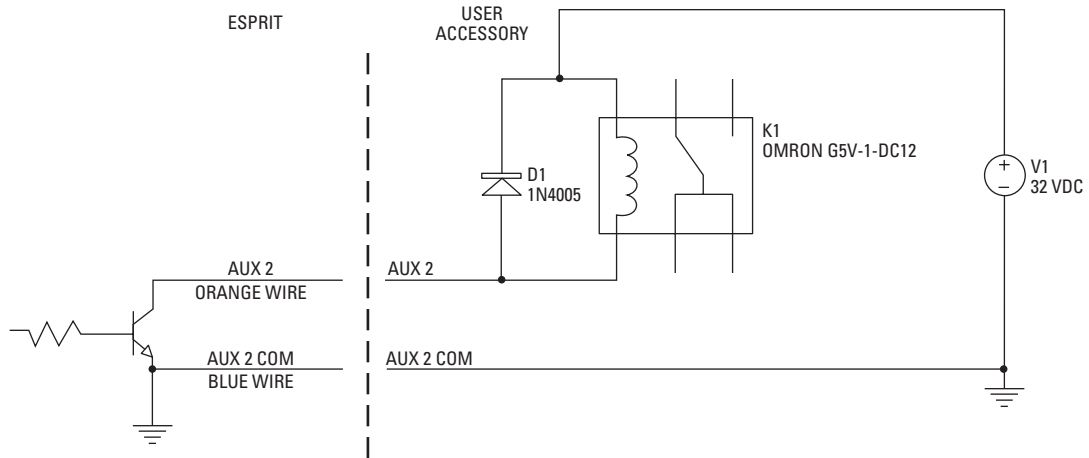 ESPRIT
USER
ACCESSORY
K1
OMRON G5V-1-DC12
D1
1N4005
+
−
V1
32 VDC
AUX 2
ORANGE WIRE
AUX 2
AUX 2 COM
BLUE WIRE
AUX 2 COM